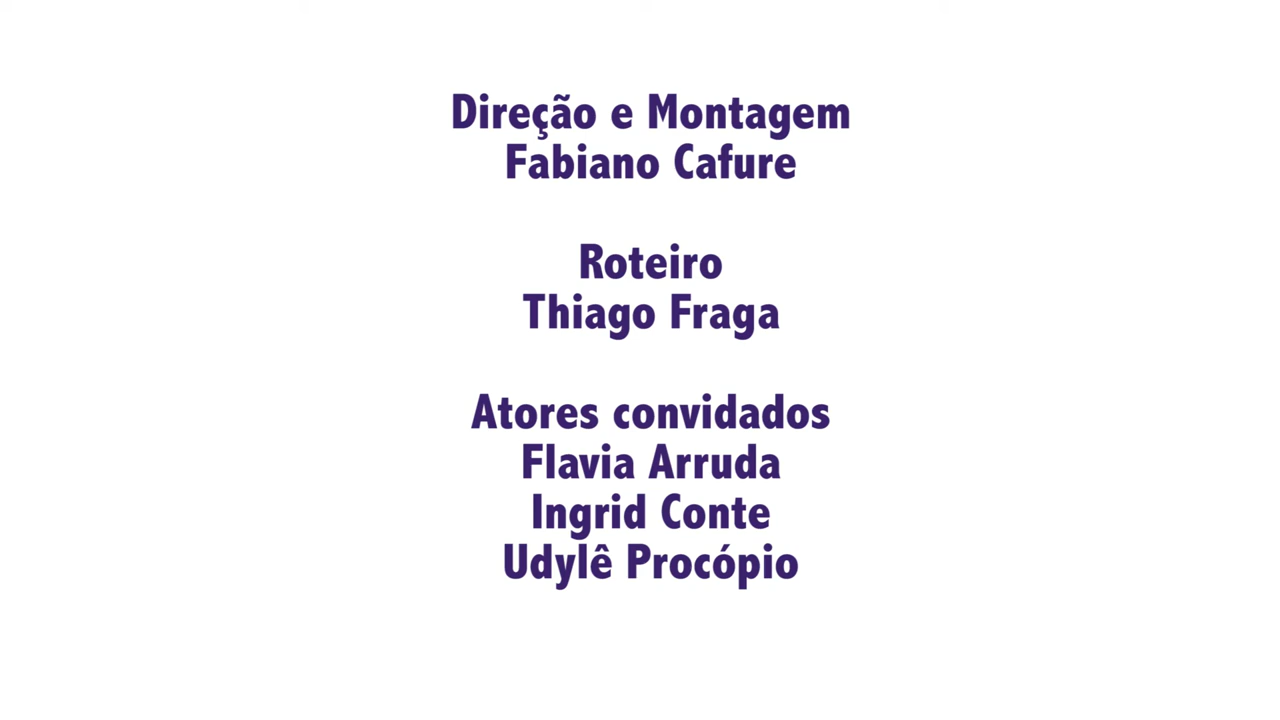 Direção e Montagem
Fabiano Cafure
Roteiro
Thiago Fraga
Atores convidados
Flavia Arruda
Ingrid Conte
Udylê Procópio